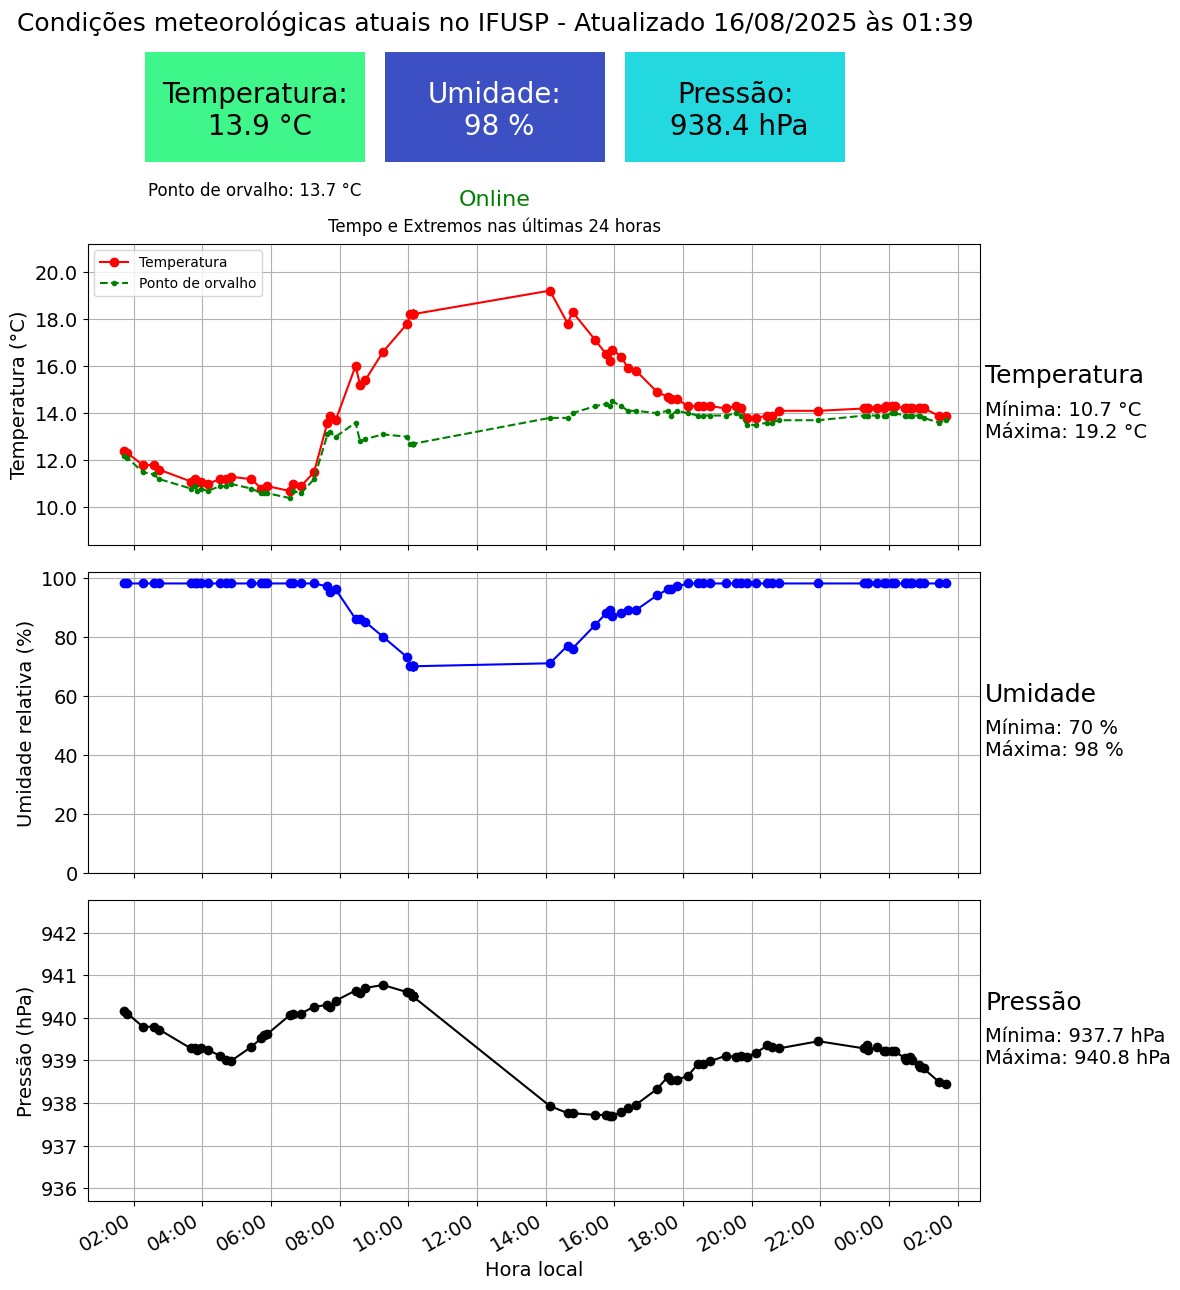 Condições meteorológicas atuais no IFUSP - Atualizado 16/08/2025 às 01:39
Temperatura:
13.9 °C
Umidade:
98 %
Pressão:
938.4 hPa
Ponto de orvalho: 13.7 °C
Online
Tempo e Extremos nas últimas 24 horas
Temperatura
Ponto de orvalho
Temperatura (°C)
20.0
18.0
16.0
14.0
12.0
10.0
Temperatura
Mínima: 10.7 °C
Máxima: 19.2 °C
Umidade relativa (%)
100
80
60
40
20
0
Umidade
Mínima: 70 %
Máxima: 98 %
Pressão (hPa)
942
941
940
939
938
937
936
Pressão
Mínima: 937.7 hPa
Máxima: 940.8 hPa
02:00
04:00
06:00
08:00
10:00
12:00
14:00
16:00
18:00
20:00
22:00
00:00
02:00
Hora local